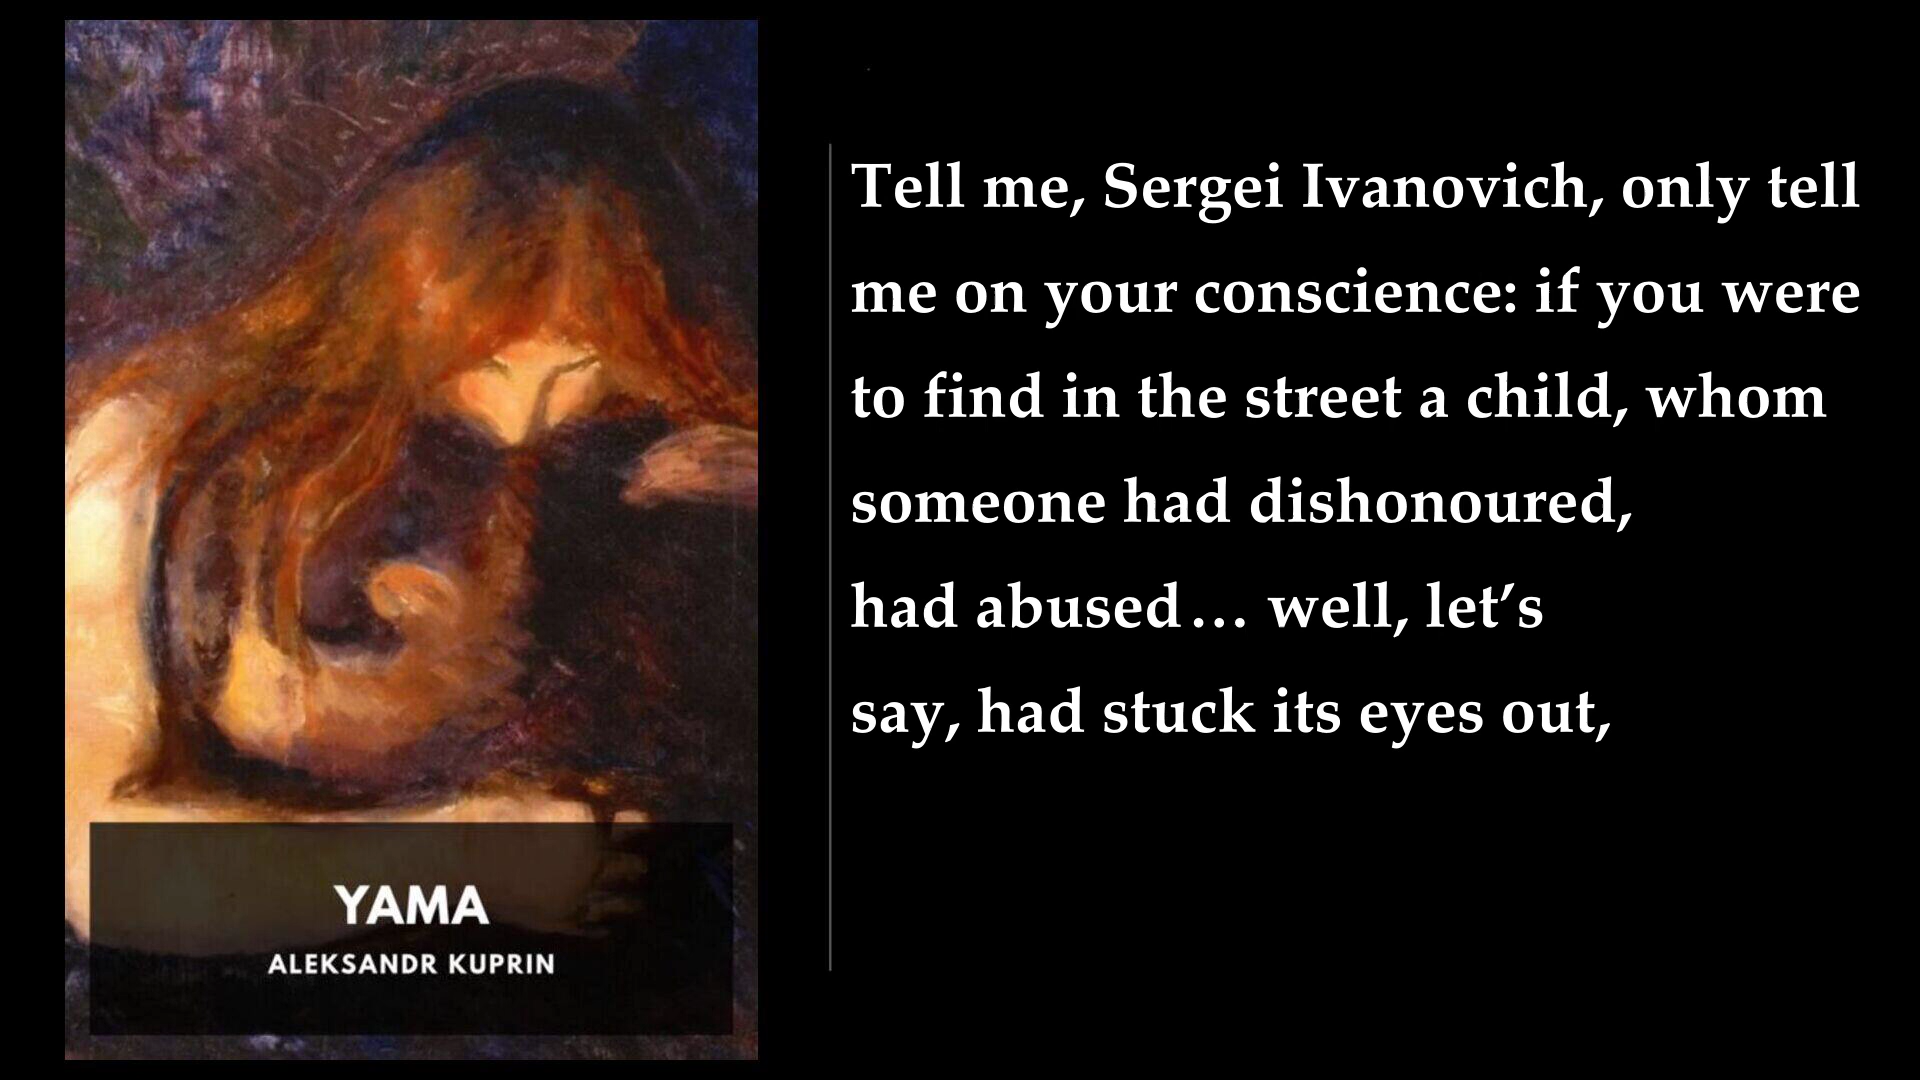 Tell me, Sergei Ivanovich, only tell
me on your conscience: if you were
to find in the street a child, whom
someone had dishonoured,
had abused… well, let’s
say, had stuck its eyes out,
YAMA
ALEKSANDR KUPRIN